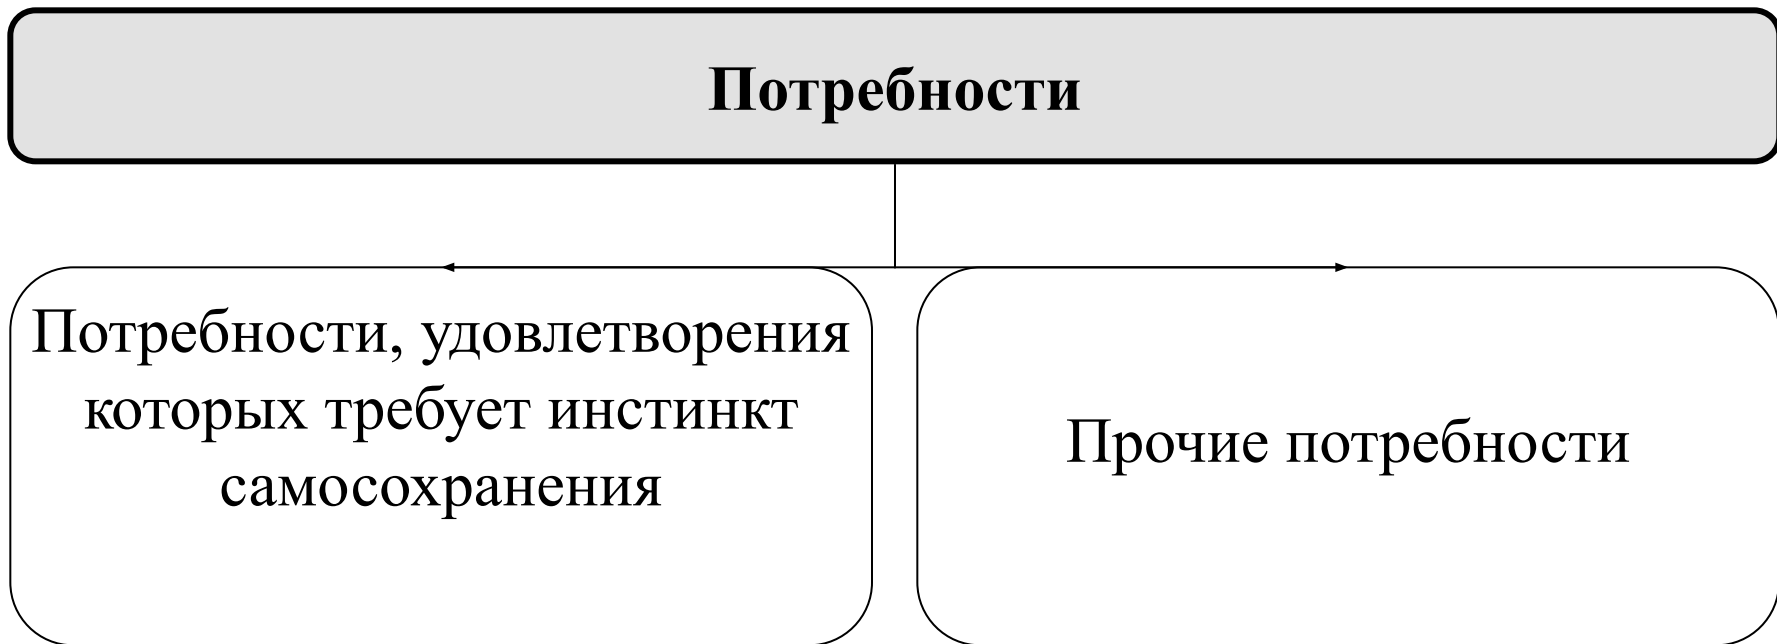 Потребности
Потребности, удовлетворения
которых требует инстинкт
самосохранения
Прочие потребности